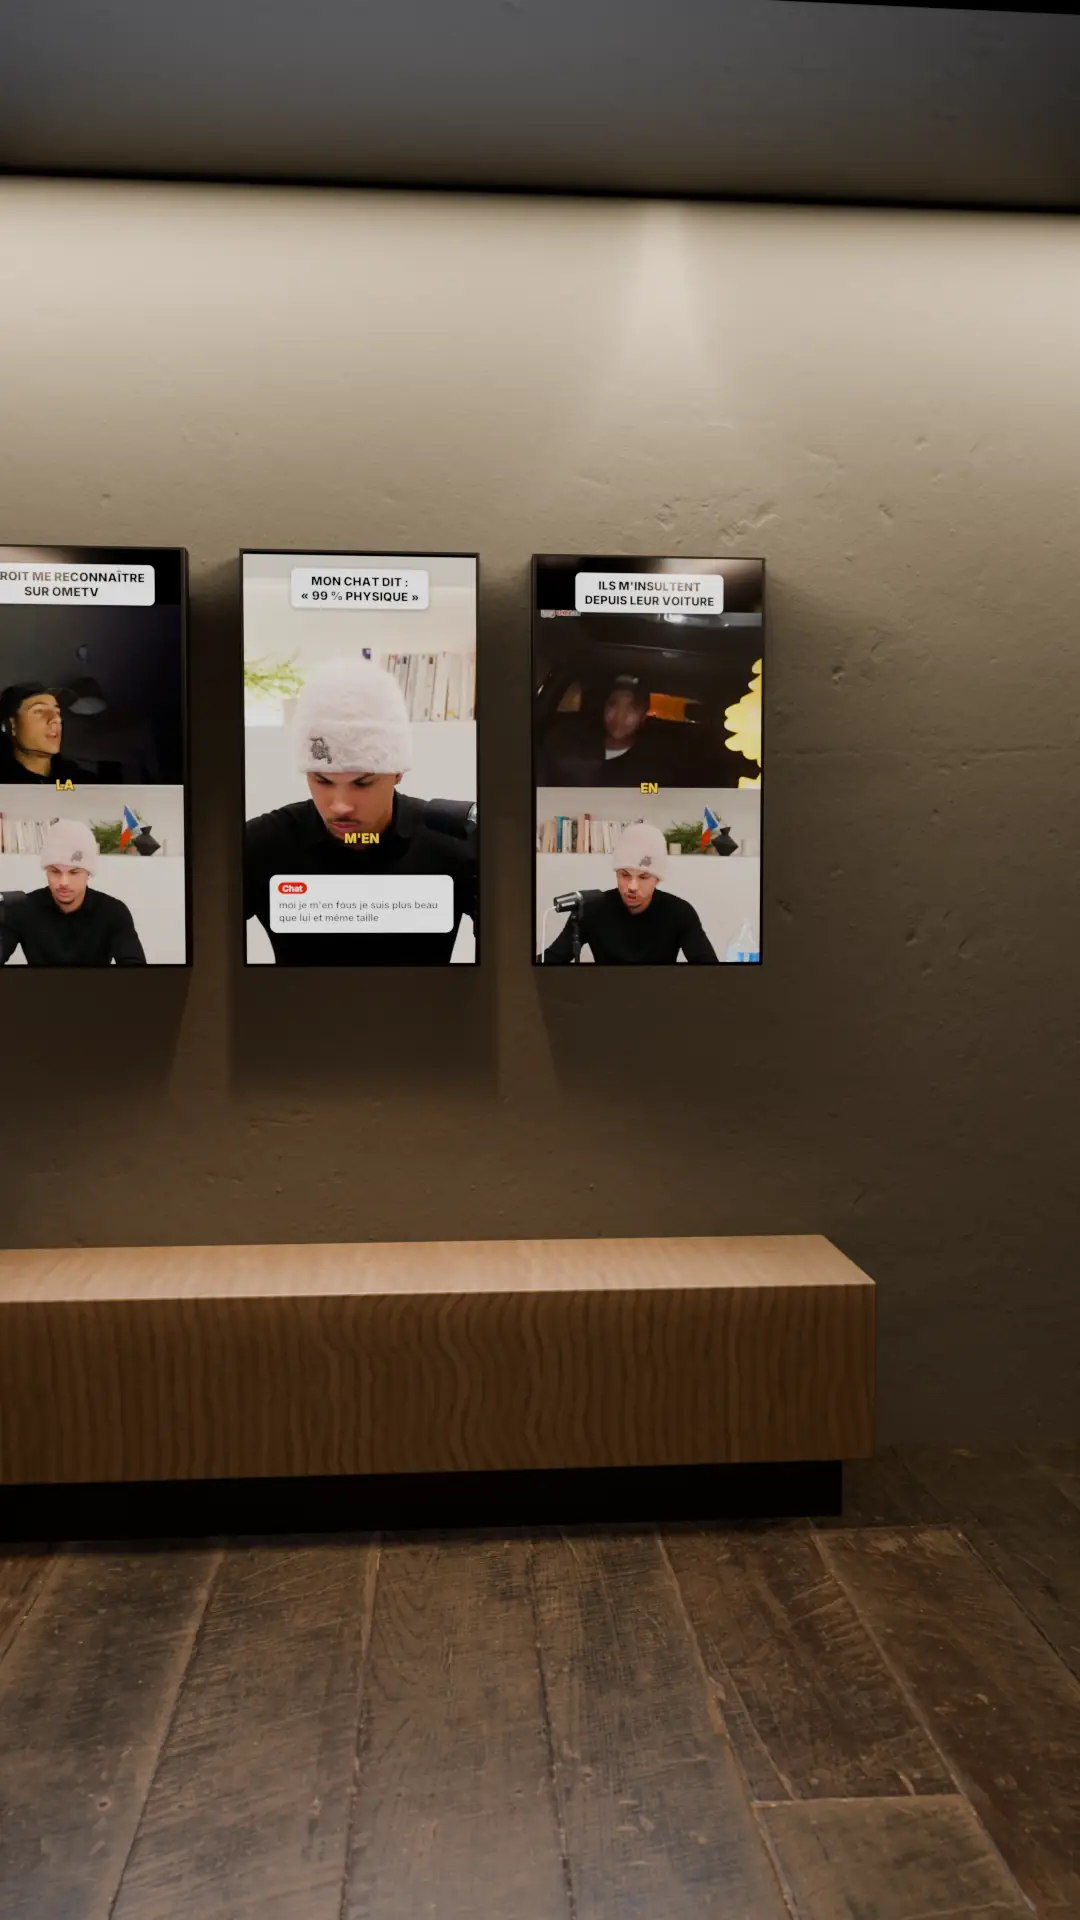 ROIT ME RECONNAÎTRE
SUR OMETV
LA
MON CHAT DIT :
« 99 % PHYSIQUE »
M'EN
Chat
moi je m'en fous je suis plus beau
que lui et même taille
ILS M'INSULTENT
DEPUIS LEUR VOITURE
EN